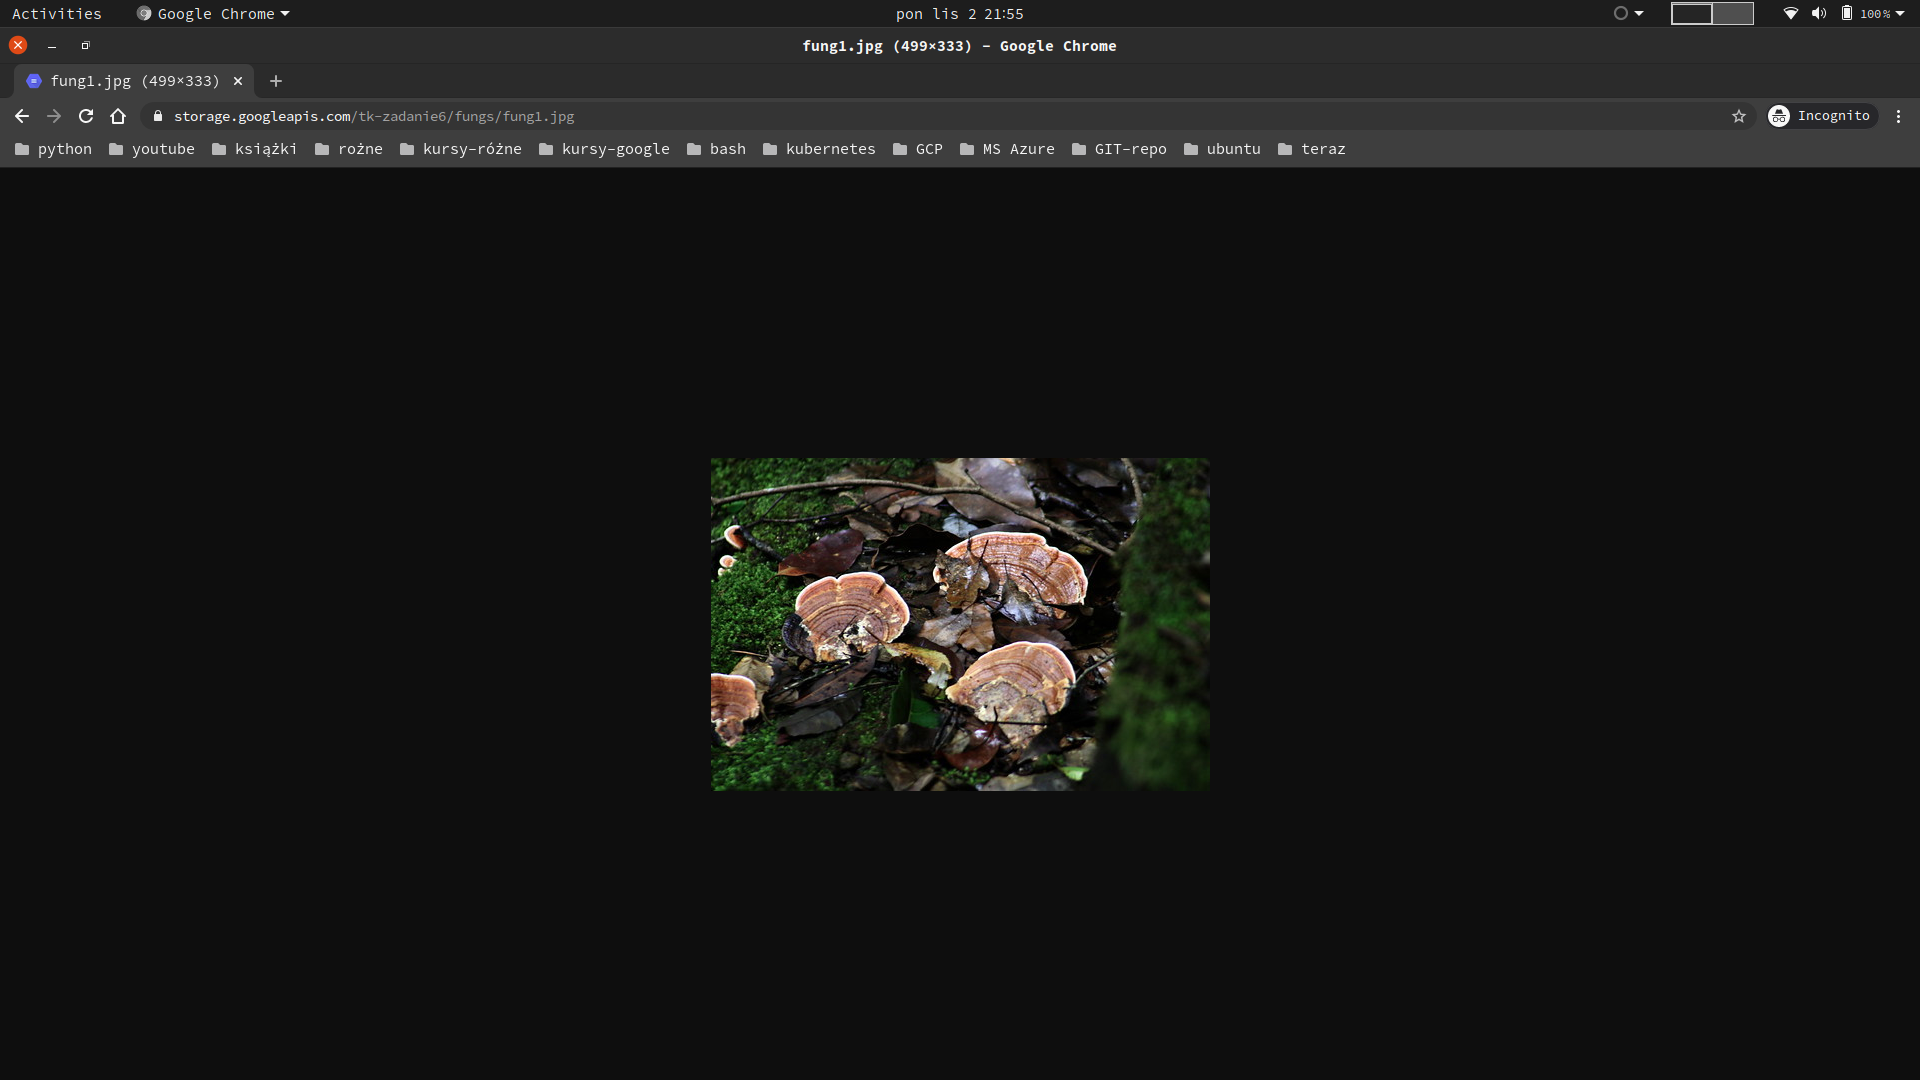 Activities Google Chrome pon lis 2 21:55 100%
fung1.jpg (499×333) - Google Chrome
fung1.jpg (499×333)
storage.googleapis.com/tk-zadanie6/fungs/fung1.jpg Incognito
python youtube książki rożne kursy-różne kursy-google bash kubernetes GCP MS Azure GIT-repo ubuntu teraz